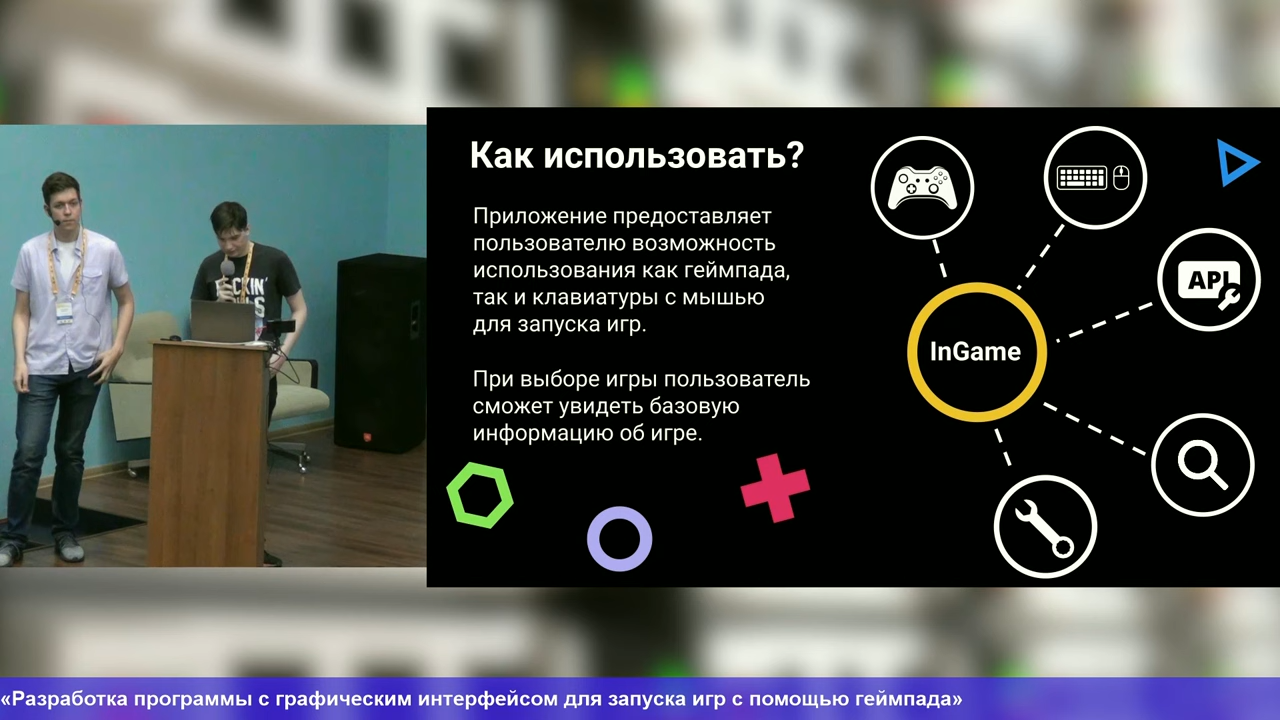 Как использовать?
Приложение предоставляет
пользователю возможность
использования как геймпада,
так и клавиатуры с мышью
для запуска игр.
При выборе игры пользователь
сможет увидеть базовую
информацию об игре.
API
InGame
«Разработка программы с графическим интерфейсом для запуска игр с помощью геймпада»